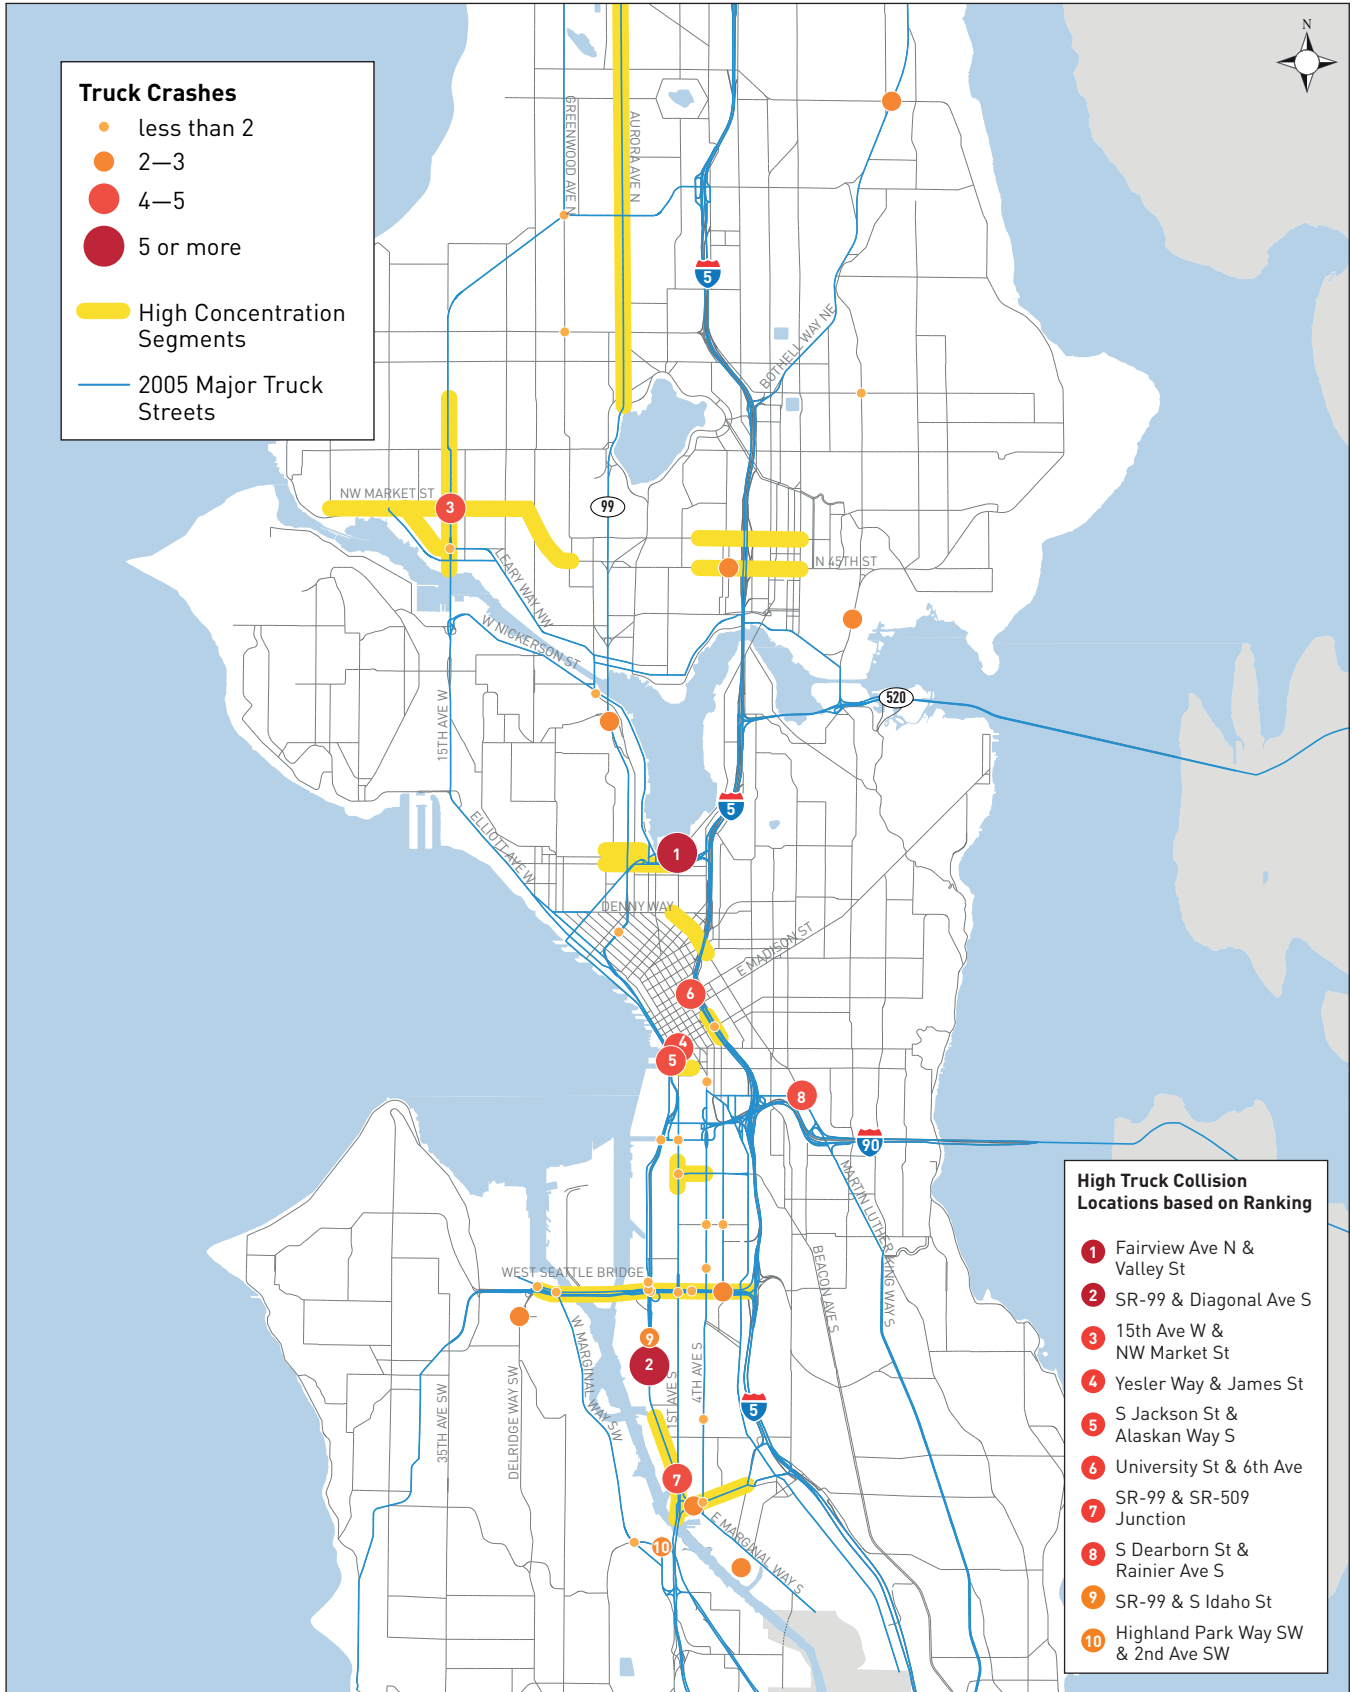 N
Truck Crashes
less than 2
2—3
4—5
5 or more
High Concentration
Segments
2005 Major Truck
Streets
GREENWOOD AVE N
AURORA AVE N
5
BOTHELL WAY NE
NW MARKET ST
3
99
N 45TH ST
LEARY WAY NW
W NICKERSON ST
520
15TH AVE W
5
ELLIOTT AVE W
1
DENNY WAY
E MADISON ST
6
4
5
8
90
MARTIN LUTHER KING WAY S
BEACON AVE S
WEST SEATTLE BRIDGE
9
2
W MARGINAL WAY SW
1ST AVE S
4TH AVE S
35TH AVE SW
DELRIDGE WAY SW
5
7
E MARGINAL WAY S
10
High Truck Collision
Locations based on Ranking
1 Fairview Ave N &
Valley St
2 SR-99 & Diagonal Ave S
3 15th Ave W &
NW Market St
4 Yesler Way & James St
5 S Jackson St &
Alaskan Way S
6 University St & 6th Ave
7 SR-99 & SR-509
Junction
8 S Dearborn St &
Rainier Ave S
9 SR-99 & S Idaho St
10 Highland Park Way SW
& 2nd Ave SW